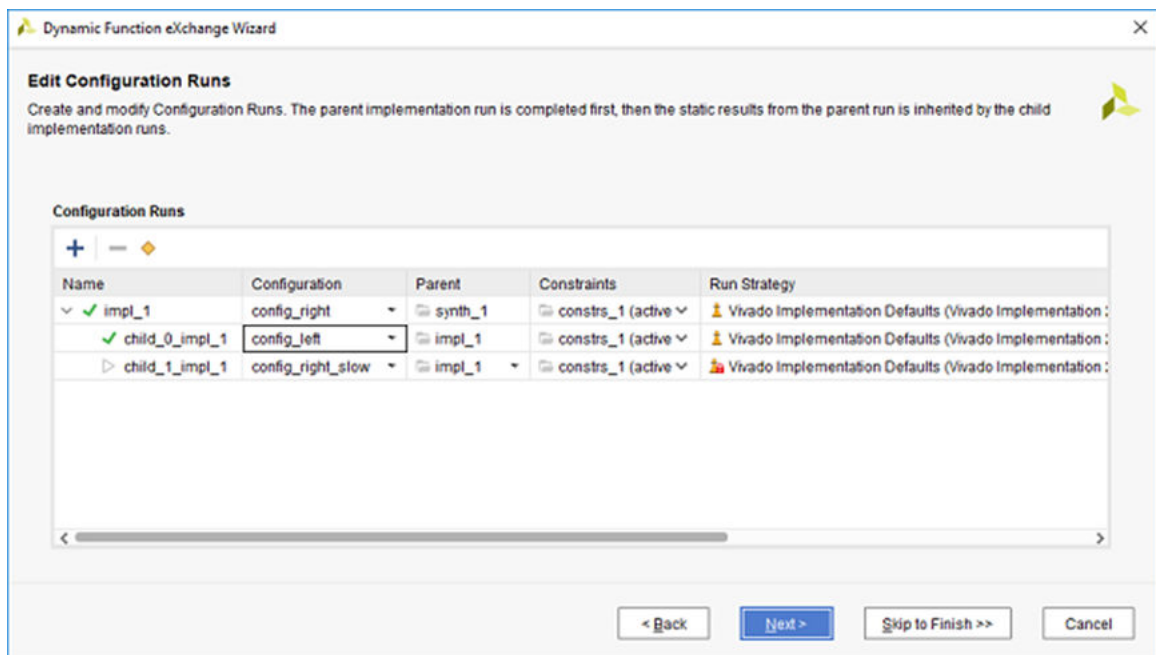 Dynamic Function eXchange Wizard
Edit Configuration Runs
Create and modify Configuration Runs. The parent implementation run is completed first, then the static results from the parent run is inherited by the child
implementation runs.
Configuration Runs
Name Configuration Parent Constraints Run Strategy
impl_1 config_right synth_1 constrs_1 (active Vivado Implementation Defaults (Vivado Implementation
child_0_impl_1 config_left impl_1 constrs_1 (active Vivado Implementation Defaults (Vivado Implementation
child_1_impl_1 config_right_slow impl_1 constrs_1 (active Vivado Implementation Defaults (Vivado Implementation
< Back Next > Skip to Finish >> Cancel